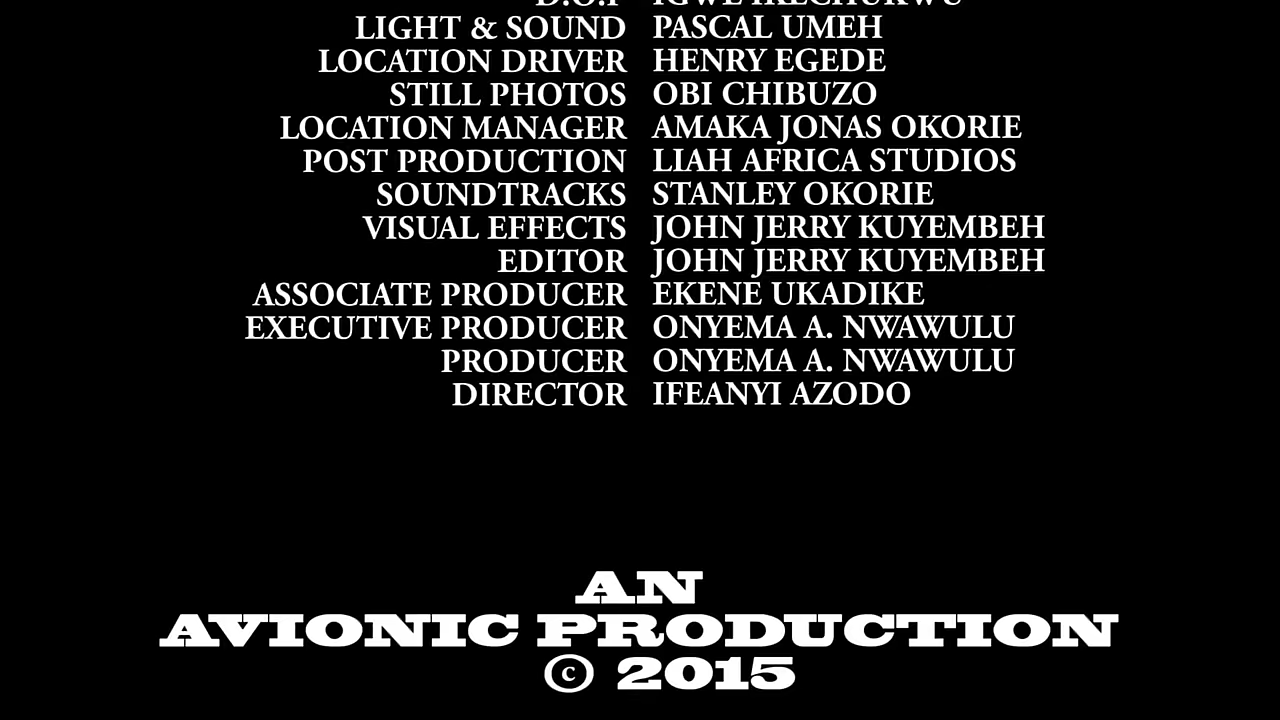 D.O.P IGWE IKECHUKWU
LIGHT & SOUND PASCAL UMEH
LOCATION DRIVER HENRY EGEDE
STILL PHOTOS OBI CHIBUZO
LOCATION MANAGER AMAKA JONAS OKORIE
POST PRODUCTION LIAH AFRICA STUDIOS
SOUNDTRACKS STANLEY OKORIE
VISUAL EFFECTS JOHN JERRY KUYEMBEH
EDITOR JOHN JERRY KUYEMBEH
ASSOCIATE PRODUCER EKENE UKADIKE
EXECUTIVE PRODUCER ONYEMA A. NWAWULU
PRODUCER ONYEMA A. NWAWULU
DIRECTOR IFEANYI AZODO
AN
AVIONIC PRODUCTION
© 2015